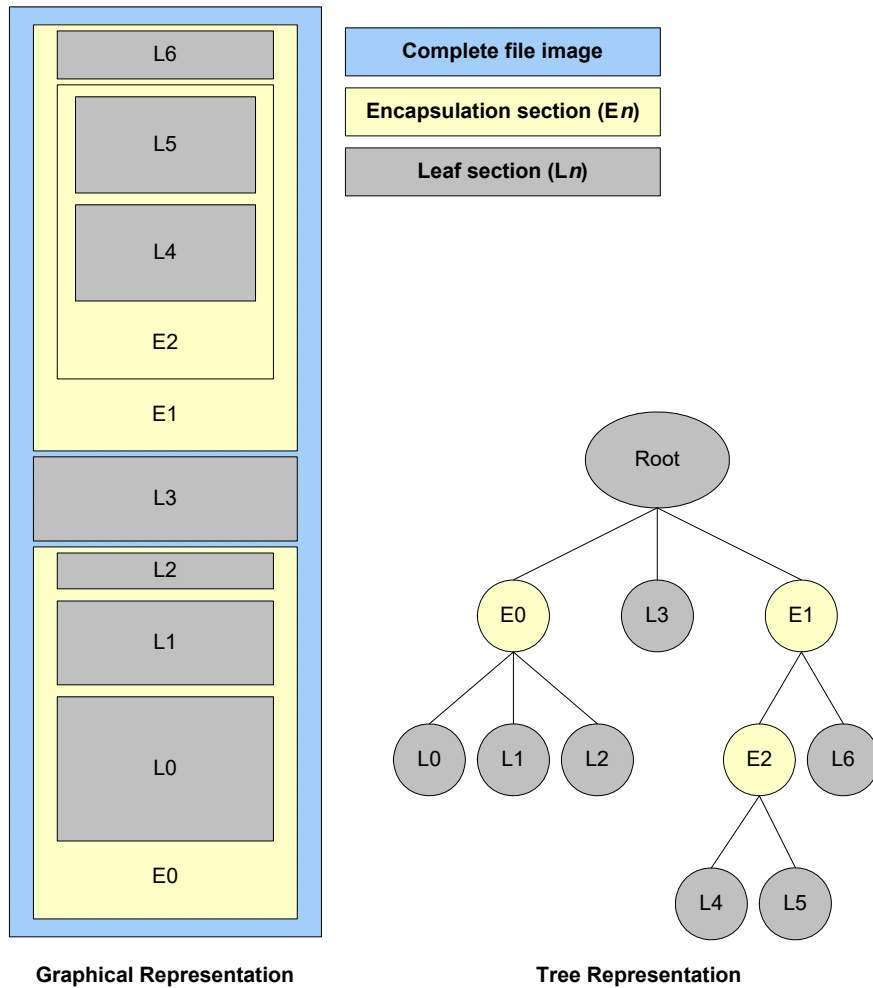 L6
L5
L4
E2
E1
L3
L2
L1
L0
E0
Graphical Representation
Complete file image
Encapsulation section (En)
Leaf section (Ln)
Root
E0
L3
E1
L0
L1
L2
E2
L6
L4
L5
Tree Representation